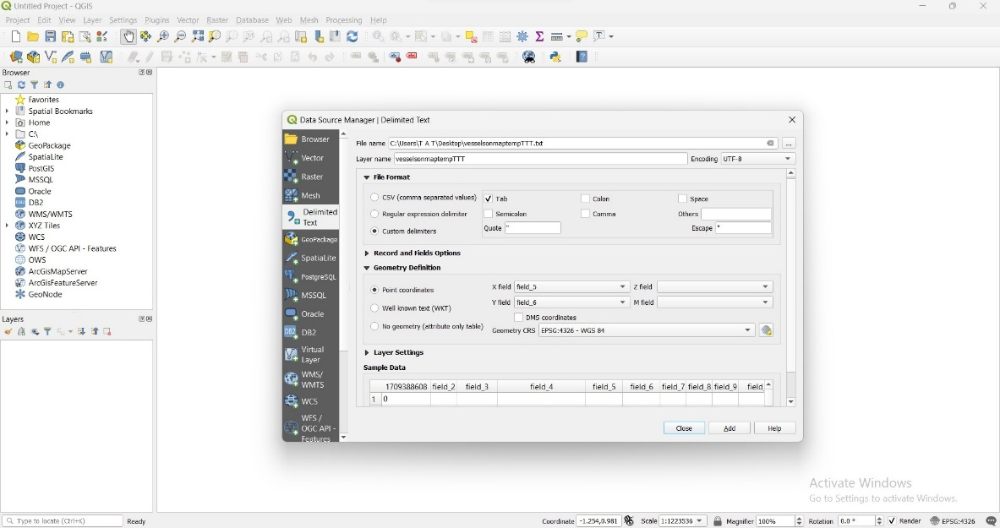 Untitled Project - QGIS
Project Edit View Layer Settings Plugins Vector Raster Database Web Mesh Processing Help
Browser
Favorites
Spatial Bookmarks
Home
C:\
GeoPackage
SpatiaLite
PostGIS
MSSQL
Oracle
DB2
WMS/WMTS
XYZ Tiles
WCS
WFS / OGC API - Features
OWS
ArcGisMapServer
ArcGisFeatureServer
GeoNode
Layers
Data Source Manager | Delimited Text
Browser
Vector
Raster
Mesh
Delimited
Text
GeoPackage
SpatiaLite
PostgreSQL
MSSQL
Oracle
DB2
Virtual
Layer
WMS/
WMTS
WCS
WFS /
OGC API -
Features
File name C:\Users\T A T\Desktop\vesselsonmaptempTTT.txt ...
Layer name vesselsonmaptempTTT Encoding UTF-8
File Format
CSV (comma separated values) Tab Colon Space
Regular expression delimiter Semicolon Comma Others
Custom delimiters Quote " Escape "
Record and Fields Options
Geometry Definition
Point coordinates X field field_5 Z field
Y field field_6 M field
Well known text (WKT)
DMS coordinates
No geometry (attribute only table) Geometry CRS EPSG:4326 - WGS 84
Layer Settings
Sample Data
1709388608 field_2 field_3 field_4 field_5 field_6 field_7 field_8 field_9 field_
1 0
Close Add Help
Activate Windows
Go to Settings to activate Windows.
Type to locate (Ctrl+K) Ready Coordinate -1.254,0.981 Scale 1:1223536 Magnifier 100% Rotation 0.0 ° Render EPSG:4326